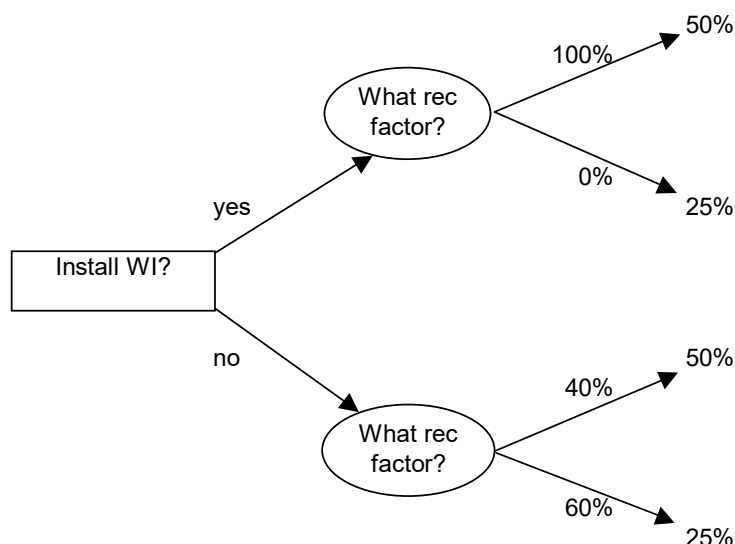 50%
100%
What rec
factor?
0%
25%
yes
Install WI?
no
50%
40%
What rec
factor?
60%
25%